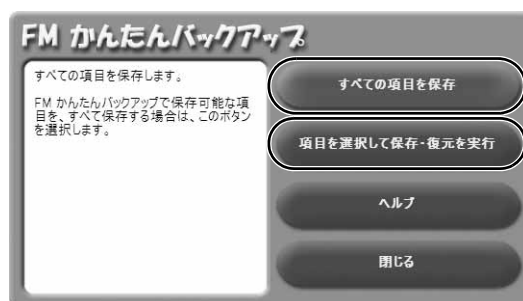 FM かんたんバックアップ
すべての項目を保存します。
FM かんたんバックアップで保存可能な項
目を、すべて保存する場合は、このボタン
を選択します。
すべての項目を保存
項目を選択して保存・復元を実行
ヘルプ
閉じる